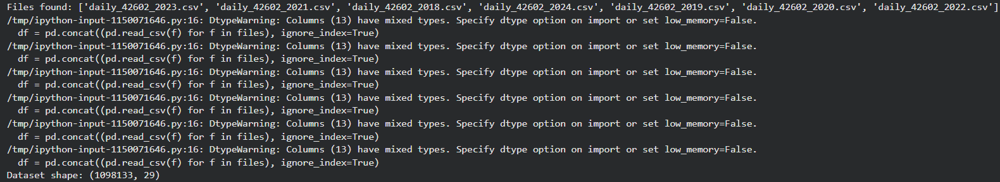 Files found: ['daily_42602_2023.csv', 'daily_42602_2021.csv', 'daily_42602_2018.csv', 'daily_42602_2024.csv', 'daily_42602_2019.csv', 'daily_42602_2020.csv', 'daily_42602_2022.csv']
/tmp/ipython-input-1150071646.py:16: DtypeWarning: Columns (13) have mixed types. Specify dtype option on import or set low_memory=False.
  df = pd.concat((pd.read_csv(f) for f in files), ignore_index=True)
/tmp/ipython-input-1150071646.py:16: DtypeWarning: Columns (13) have mixed types. Specify dtype option on import or set low_memory=False.
  df = pd.concat((pd.read_csv(f) for f in files), ignore_index=True)
/tmp/ipython-input-1150071646.py:16: DtypeWarning: Columns (13) have mixed types. Specify dtype option on import or set low_memory=False.
  df = pd.concat((pd.read_csv(f) for f in files), ignore_index=True)
/tmp/ipython-input-1150071646.py:16: DtypeWarning: Columns (13) have mixed types. Specify dtype option on import or set low_memory=False.
  df = pd.concat((pd.read_csv(f) for f in files), ignore_index=True)
/tmp/ipython-input-1150071646.py:16: DtypeWarning: Columns (13) have mixed types. Specify dtype option on import or set low_memory=False.
  df = pd.concat((pd.read_csv(f) for f in files), ignore_index=True)
/tmp/ipython-input-1150071646.py:16: DtypeWarning: Columns (13) have mixed types. Specify dtype option on import or set low_memory=False.
  df = pd.concat((pd.read_csv(f) for f in files), ignore_index=True)
Dataset shape: (1098133, 29)